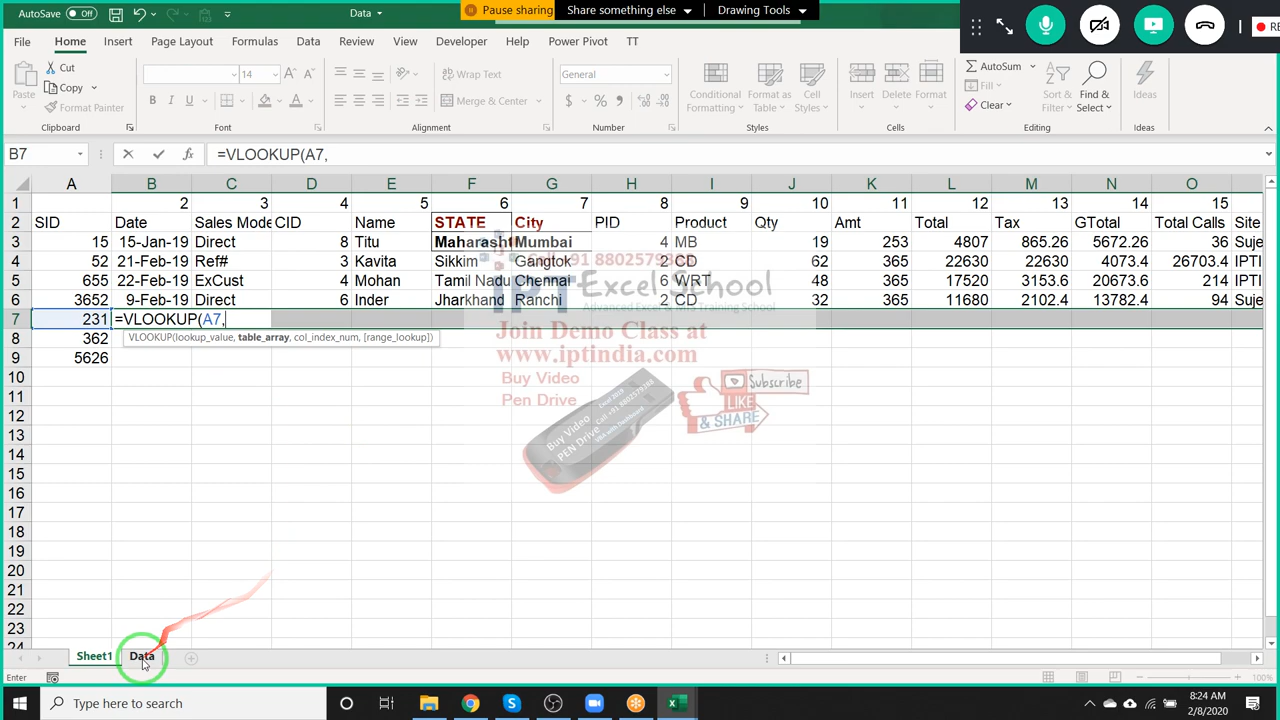 AutoSave Off
Data
Pause sharing
Share something else
Drawing Tools
File Home Insert Page Layout Formulas Data Review View Developer Help Power Pivot TT
Paste
Cut
Copy
Format Painter
14
Wrap Text
Merge & Center
General
Conditional Formatting
Format as Table
Cell Styles
Insert
Delete
Format
AutoSum
Fill
Clear
Sort & Filter
Find & Select
Ideas
Clipboard Font Alignment Number Styles Cells Editing Ideas
B7 =VLOOKUP(A7,
A B C D E F G H I J K L M N O
1 2 3 4 5 6 7 8 9 10 11 12 13 14 15
2 SID Date Sales Mode CID Name STATE City PID Product Qty Amt Total Tax GTotal Total Calls Site
3 15 15-Jan-19 Direct 8 Titu Maharasht Mumbai 4 MB 19 253 4807 865.26 5672.26 36 Suje
4 52 21-Feb-19 Ref# 4 Kavita Sikkim Gangtok 2 CD 62 365 22630 22630 4073.4 26703.4 IPTI
5 655 22-Feb-19 ExCust 4 Mohan Tamil Nadu Chennai 6 WRT 48 365 17520 3153.6 20673.6 214 IPTI
6 3652 9-Feb-19 Direct 6 Inder Jharkhand Ranchi 2 CD 32 365 11680 2102.4 13782.4 94 Suje
7 231 =VLOOKUP(A7,
VLOOKUP(lookup_value, table_array, col_index_num, [range_lookup])
8 362
9 5626
10
11
12
13
14
15
16
17
18
19
20
21
22
23
24
Excel School
Advanced Excel and MIS Training School
Join Demo Class at
www.iptindia.com
Buy Video
Pen Drive
Subscribe
LIKE
& SHARE
Buy Video
PEN Drive
Sheet1 Data
Enter
100%
Type here to search
8:24 AM
2/8/2020